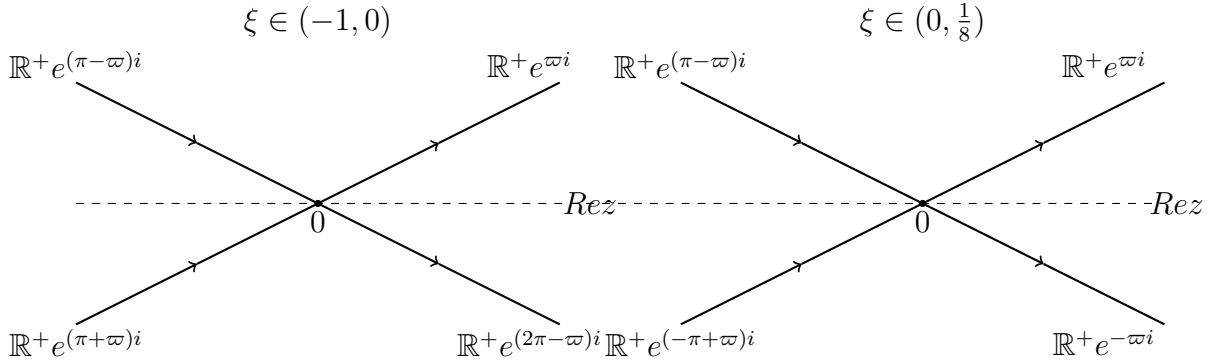 ξ ∈ (−1, 0) ξ ∈ (0, 1/8)
ℝ⁺e^{(π−ϖ)i} ℝ⁺e^{ϖi} ℝ⁺e^{(π−ϖ)i} ℝ⁺e^{ϖi}
Rez Rez
0 0
ℝ⁺e^{(π+ϖ)i} ℝ⁺e^{(2π−ϖ)i} ℝ⁺e^{(−π+ϖ)i} ℝ⁺e^{−ϖi}